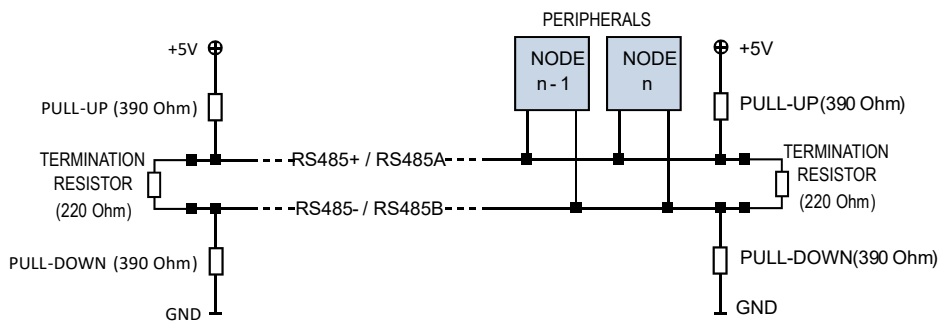 PERIPHERALS
+5V
NODE
n-1
NODE
n
+5V
PULL-UP (390 Ohm)
PULL-UP(390 Ohm)
TERMINATION
RESISTOR
(220 Ohm)
RS485+ / RS485A
RS485- / RS485B
TERMINATION
RESISTOR
(220 Ohm)
PULL-DOWN (390 Ohm)
PULL-DOWN(390 Ohm)
GND
GND